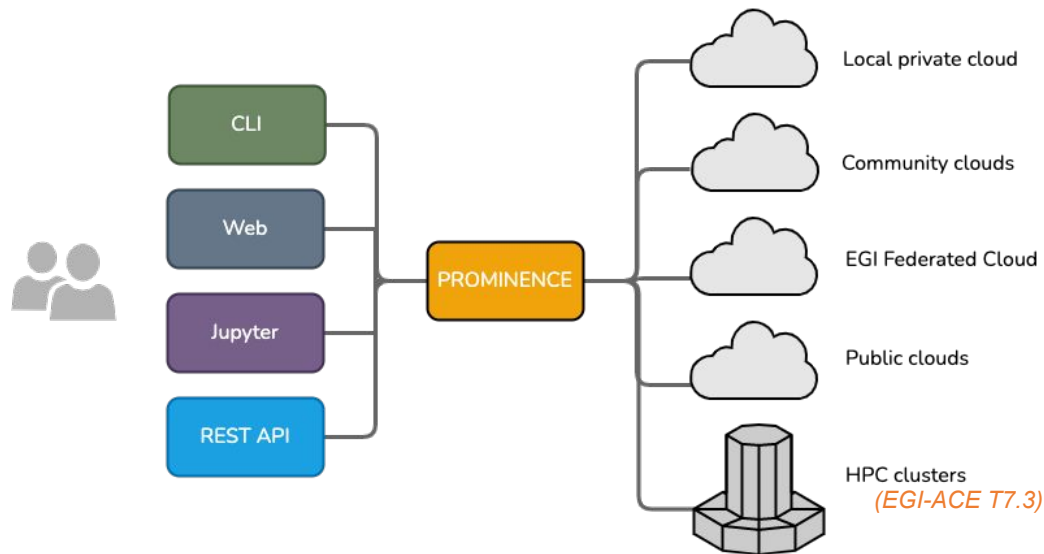 CLI
Web
Jupyter
REST API
PROMINENCE
Local private cloud
Community clouds
EGI Federated Cloud
Public clouds
HPC clusters
(EGI-ACE T7.3)